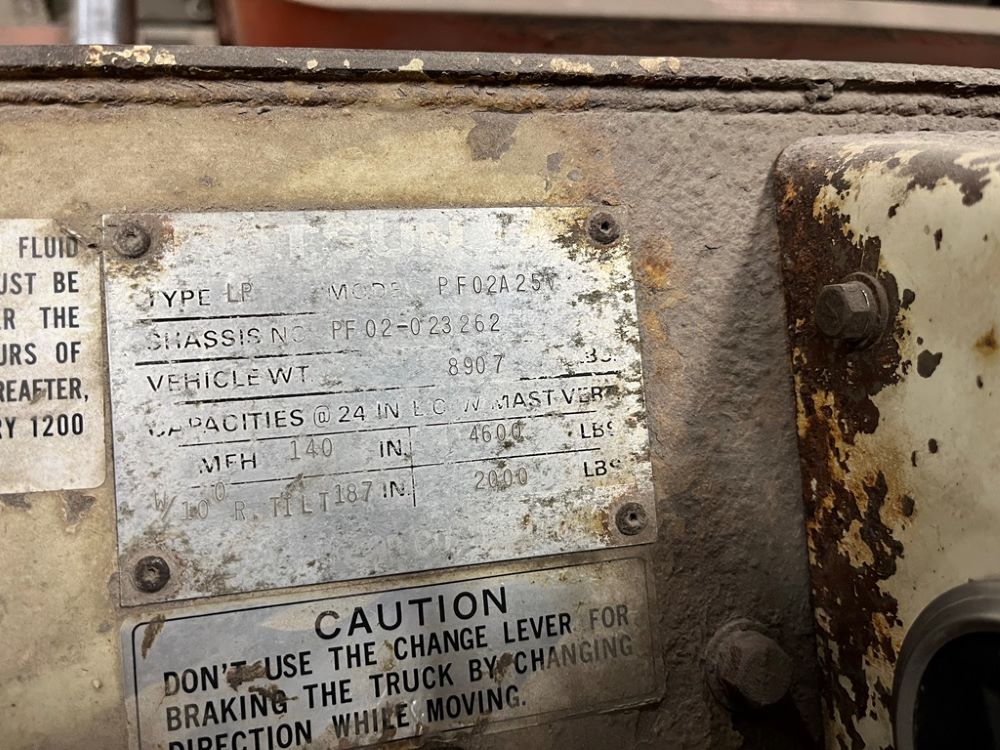 FLUID
UST BE
R THE
URS OF
REAFTER,
RY 1200
TYPE LP MODEL PF02A25
CHASSIS NO PF02-023262
VEHICLE WT. 8907 LBS.
CAPACITIES @ 24 IN L.C. W/MAST VERT
MFH 140 IN. 4600 LBS
W/ 10° R. TILT 187 IN. 2000 LBS
CAUTION
DON'T USE THE CHANGE LEVER FOR
BRAKING THE TRUCK BY CHANGING
DIRECTION WHILE MOVING.